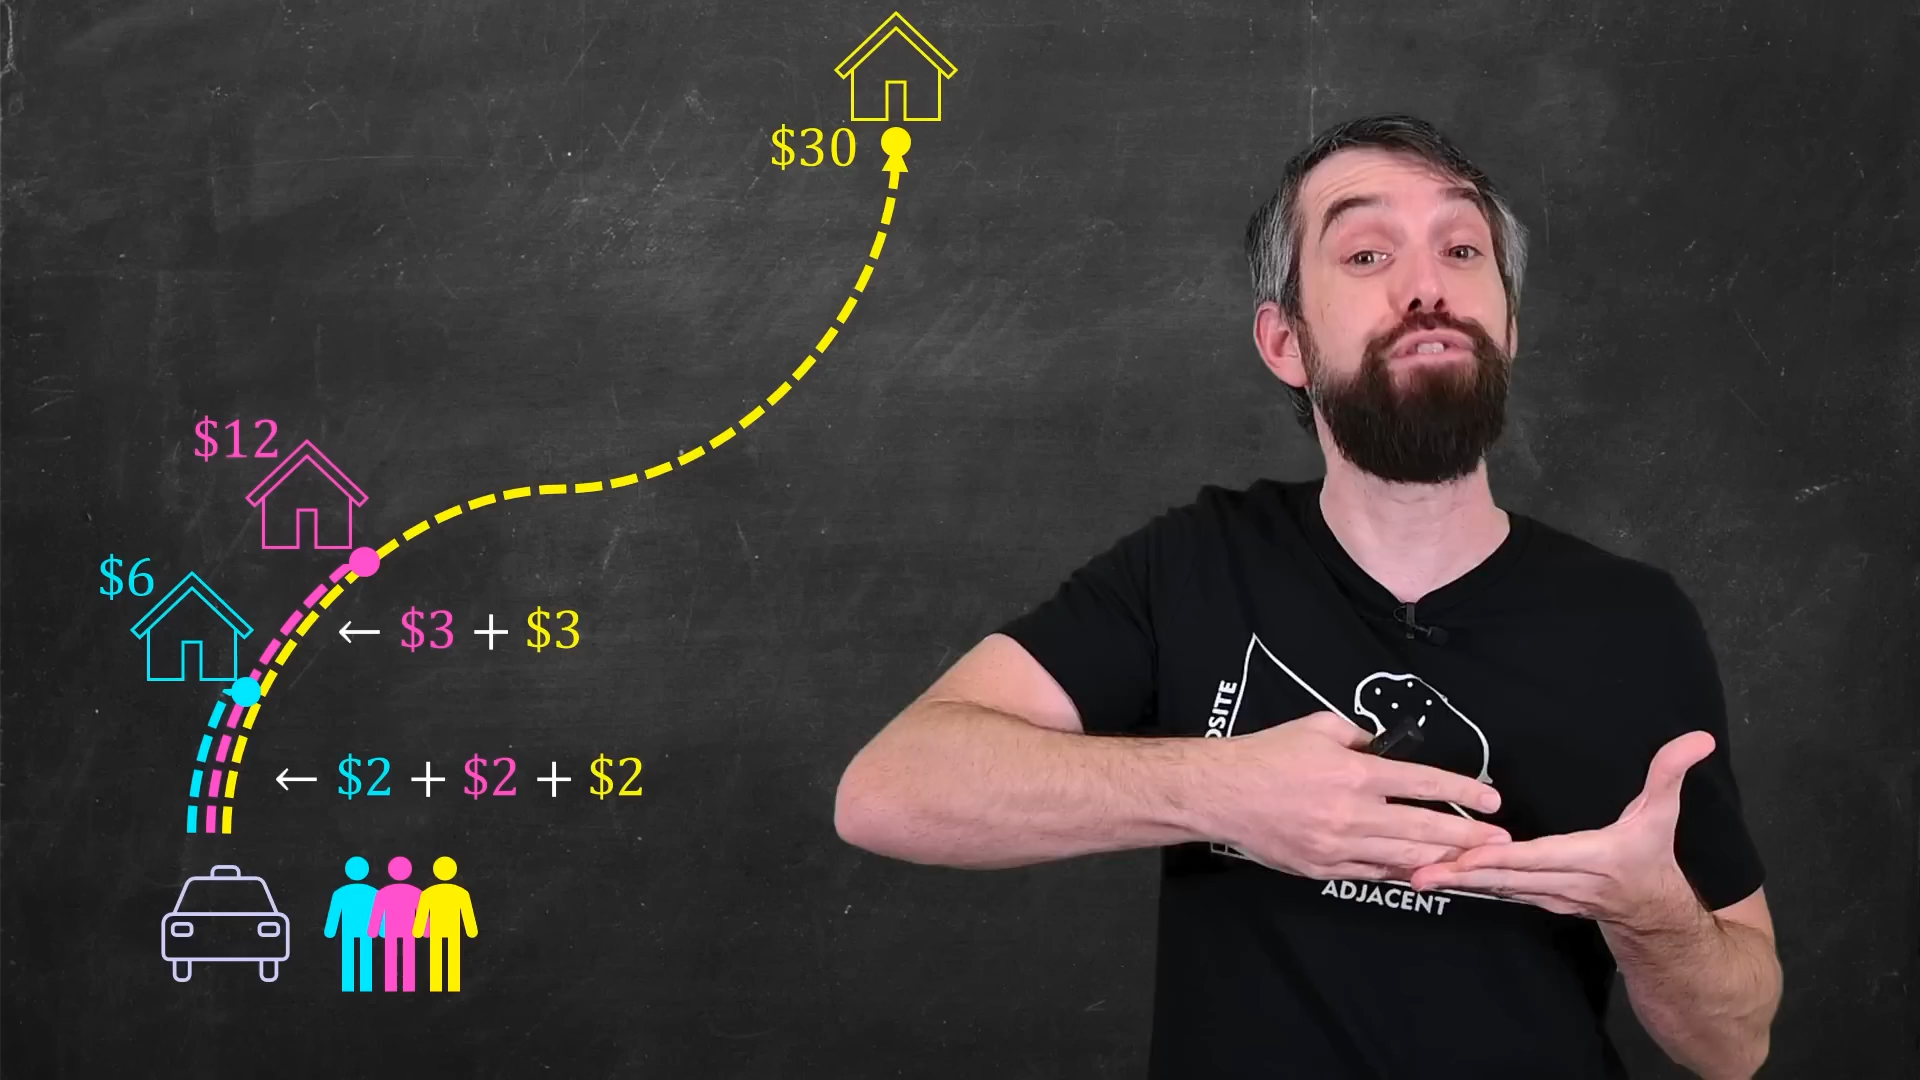 $30
$12
$6
← $3 + $3
← $2 + $2 + $2
ADJACENT